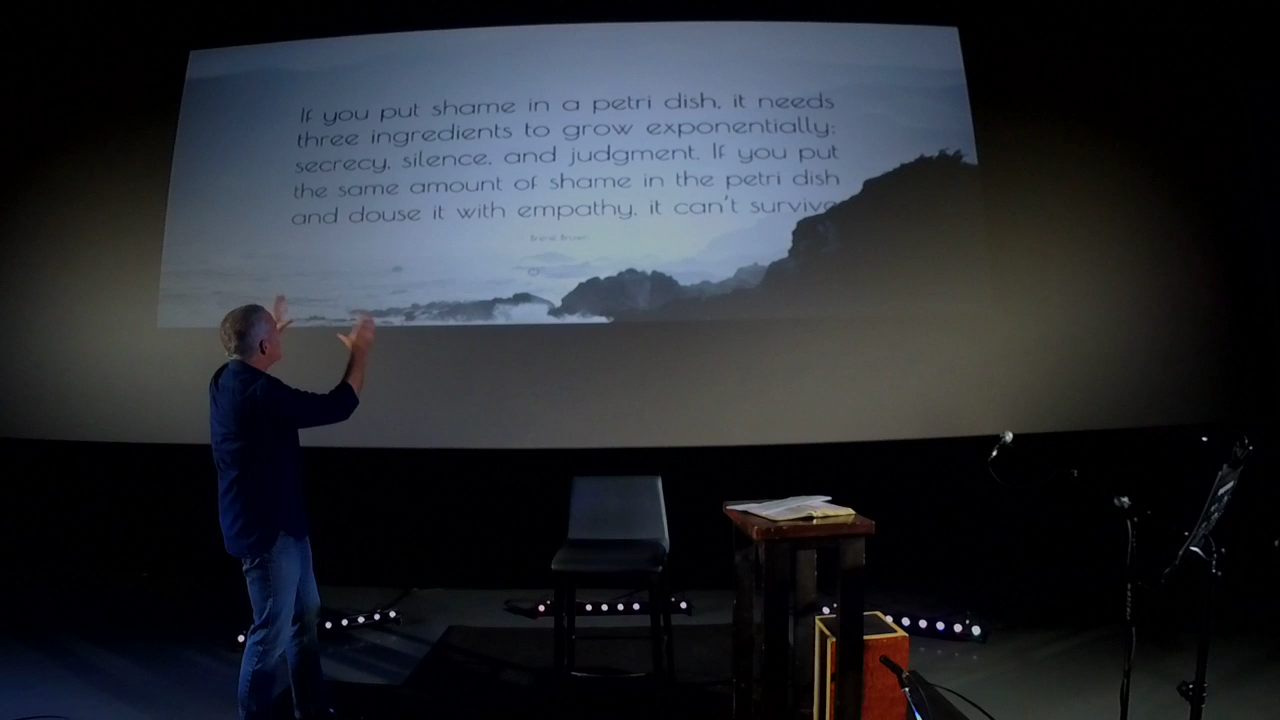 If you put shame in a petri dish, it needs
three ingredients to grow exponentially:
secrecy, silence, and judgment. If you put
the same amount of shame in the petri dish
and douse it with empathy, it can't survive
Brené Brown